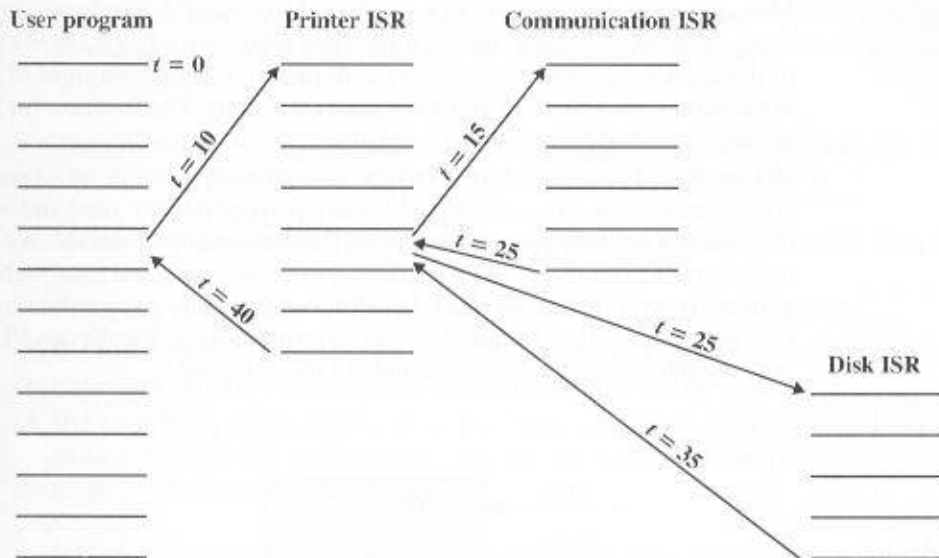 User program
Printer ISR
Communication ISR
t = 0
t = 10
t = 15
t = 25
t = 40
t = 25
Disk ISR
t = 35